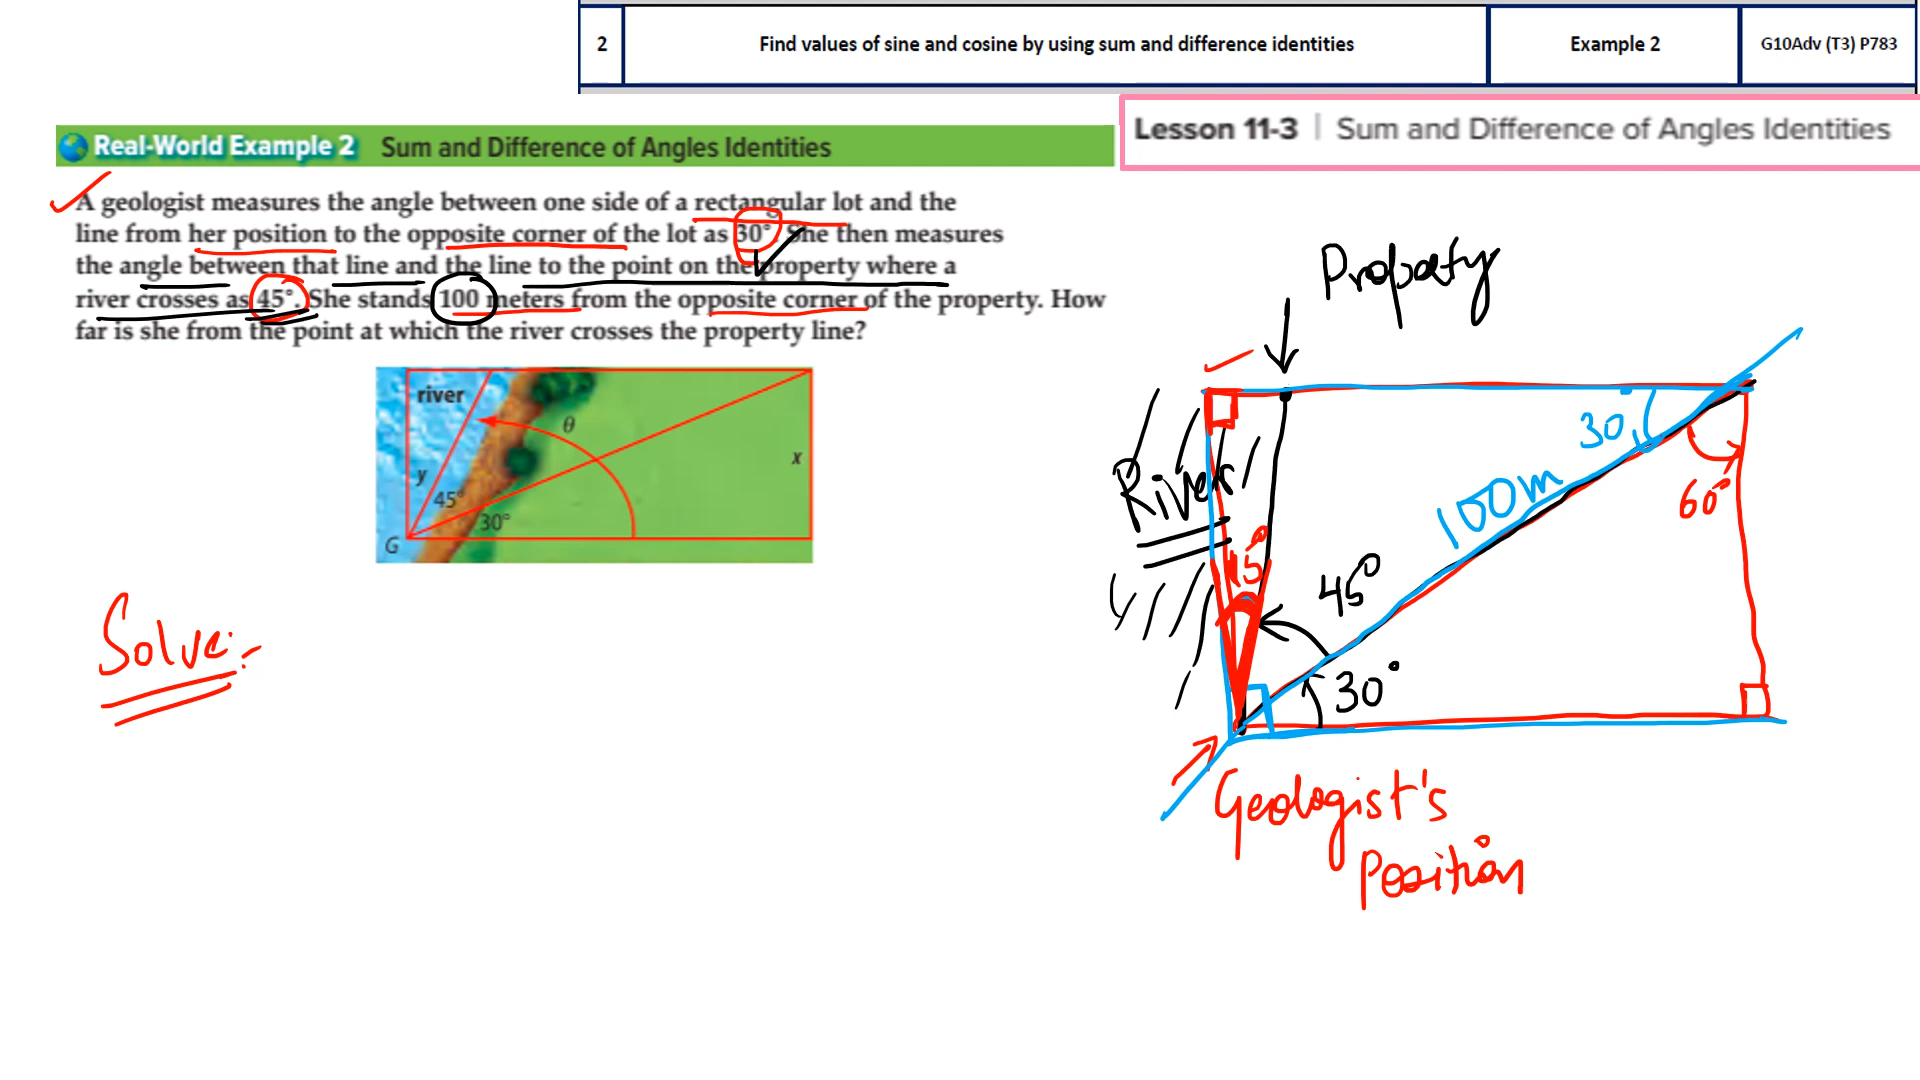 2 Find values of sine and cosine by using sum and difference identities Example 2 G10Adv (T3) P783
Lesson 11-3 | Sum and Difference of Angles Identities
Real-World Example 2 Sum and Difference of Angles Identities
A geologist measures the angle between one side of a rectangular lot and the
line from her position to the opposite corner of the lot as 30°. She then measures
the angle between that line and the line to the point on the property where a
river crosses as 45°. She stands 100 meters from the opposite corner of the property. How
far is she from the point at which the river crosses the property line?
river
θ
x
y
45°
30°
G
Solve:-
Property
30°
River
100m
60°
15°
45°
30°
Geologist's
Position